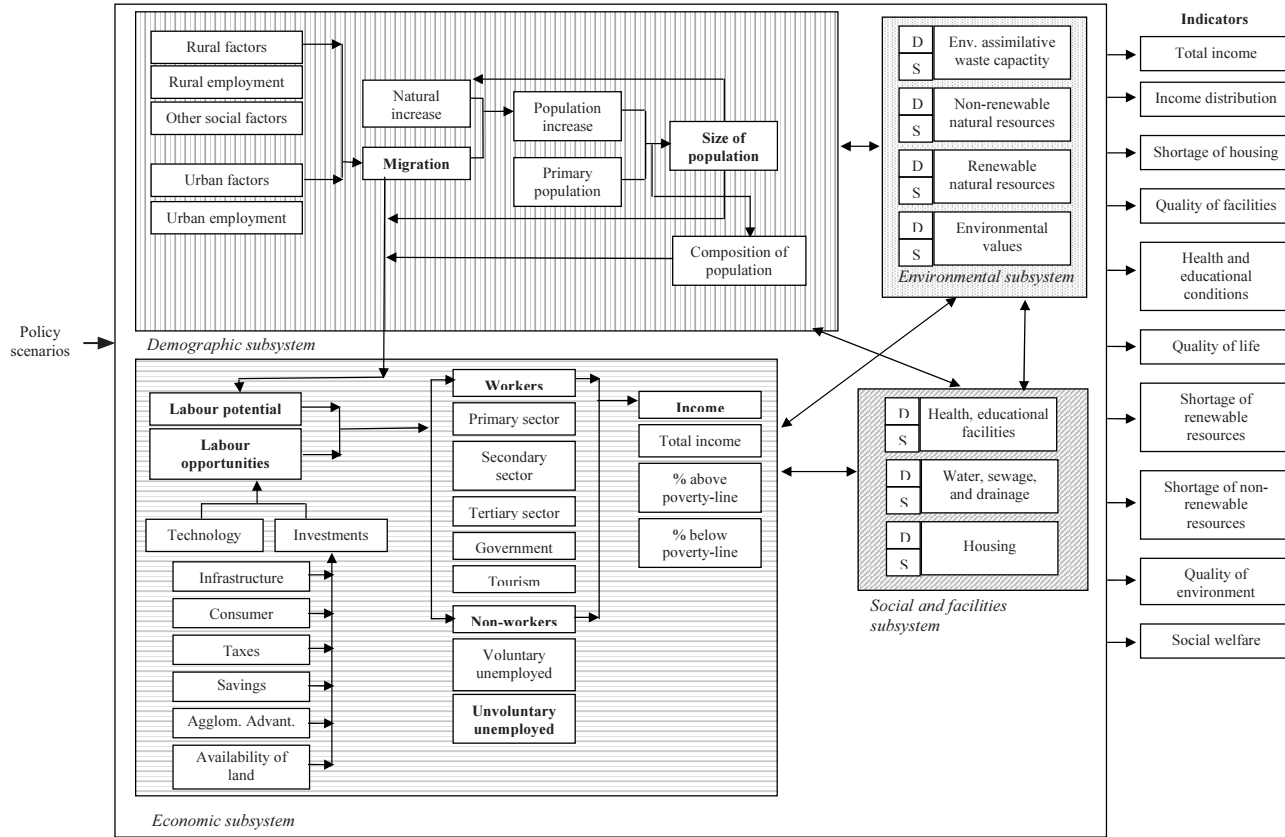 Policy
scenarios
Rural factors
Rural employment
Other social factors
Urban factors
Urban employment
Natural
increase
Migration
Population
increase
Primary
population
Size of
population
Composition of
population
Demographic subsystem
D
S
Env. assimilative
waste capactity
D
S
Non-renewable
natural resources
D
S
Renewable
natural resources
D
S
Environmental
values
Environmental subsystem
Labour potential
Labour
opportunities
Technology
Investments
Infrastructure
Consumer
Taxes
Savings
Agglom. Advant.
Availability of
land
Workers
Primary sector
Secondary
sector
Tertiary sector
Government
Tourism
Non-workers
Voluntary
unemployed
Unvoluntary
unemployed
Income
Total income
% above
poverty-line
% below
poverty-line
Economic subsystem
D
S
Health, educational
facilities
D
S
Water, sewage,
and drainage
D
S
Housing
Social and facilities
subsystem
Indicators
Total income
Income distribution
Shortage of housing
Quality of facilities
Health and
educational
conditions
Quality of life
Shortage of
renewable
resources
Shortage of non-
renewable
resources
Quality of
environment
Social welfare